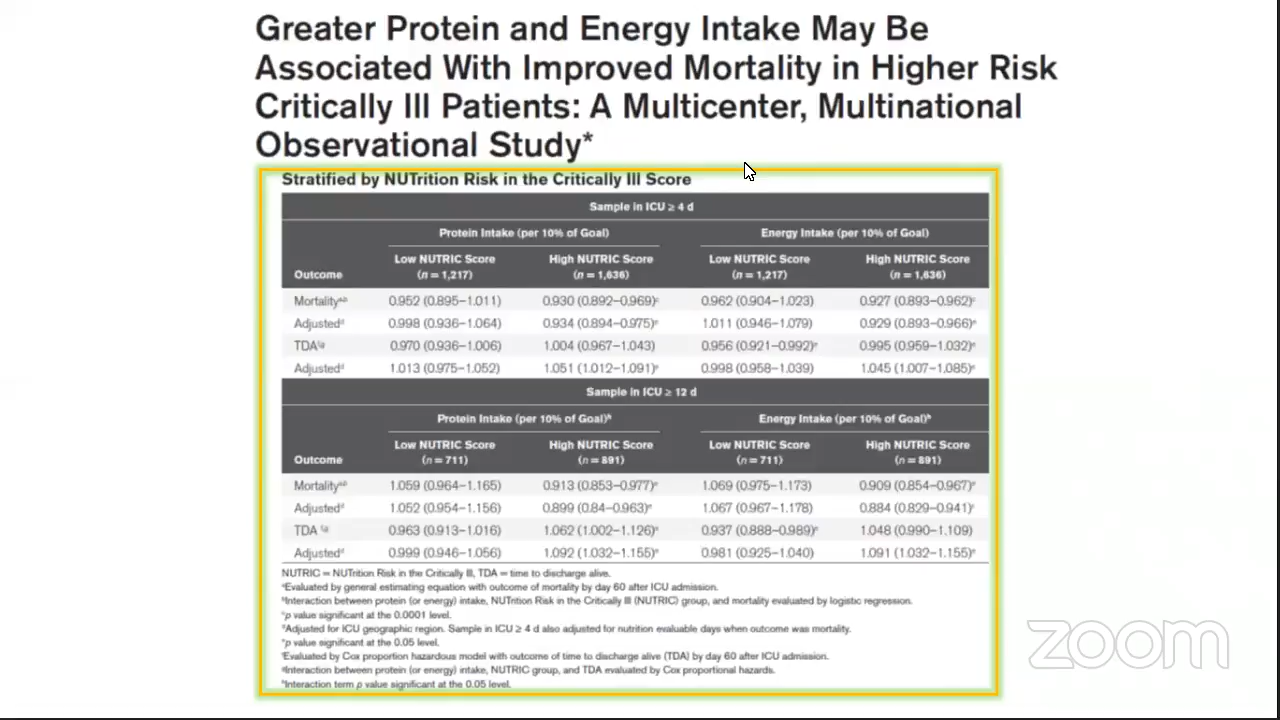 Greater Protein and Energy Intake May Be
Associated With Improved Mortality in Higher Risk
Critically Ill Patients: A Multicenter, Multinational
Observational Study*
Stratified by NUTrition Risk in the Critically Ill Score
Sample in ICU ≥ 4 d
Protein Intake (per 10% of Goal) Energy Intake (per 10% of Goal)
Low NUTRIC Score High NUTRIC Score Low NUTRIC Score High NUTRIC Score
Outcome (n = 1,217) (n = 1,636) (n = 1,217) (n = 1,636)
Mortality 0.952 (0.895–1.011) 0.930 (0.892–0.969) 0.962 (0.904–1.023) 0.927 (0.893–0.962)
Adjusted 0.998 (0.936–1.064) 0.934 (0.894–0.975) 1.011 (0.946–1.079) 0.929 (0.893–0.966)
TDA 0.970 (0.936–1.006) 1.004 (0.967–1.043) 0.956 (0.921–0.992) 0.995 (0.959–1.032)
Adjusted 1.013 (0.975–1.052) 1.051 (1.012–1.091) 0.998 (0.958–1.039) 1.045 (1.007–1.085)
Sample in ICU ≥ 12 d
Protein Intake (per 10% of Goal)ʰ Energy Intake (per 10% of Goal)ʰ
Low NUTRIC Score High NUTRIC Score Low NUTRIC Score High NUTRIC Score
Outcome (n = 711) (n = 891) (n = 711) (n = 891)
Mortality 1.059 (0.964–1.165) 0.913 (0.853–0.977) 1.069 (0.975–1.173) 0.909 (0.854–0.967)
Adjusted 1.052 (0.954–1.156) 0.899 (0.84–0.963) 1.067 (0.967–1.178) 0.884 (0.829–0.941)
TDA 0.963 (0.913–1.016) 1.062 (1.002–1.126) 0.937 (0.888–0.989) 1.048 (0.990–1.109)
Adjusted 0.999 (0.946–1.056) 1.092 (1.032–1.155) 0.981 (0.925–1.040) 1.091 (1.032–1.155)
NUTRIC = NUTrition Risk in the Critically Ill, TDA = time to discharge alive.
Evaluated by general estimating equation with outcome of mortality by day 60 after ICU admission.
Interaction between protein (or energy) intake, NUTrition Risk in the Critically Ill (NUTRIC) group, and mortality evaluated by logistic regression.
p value significant at the 0.0001 level.
Adjusted for ICU geographic region. Sample in ICU ≥ 4 d also adjusted for nutrition evaluable days when outcome was mortality.
p value significant at the 0.05 level.
Evaluated by Cox proportion hazardous model with outcome of time to discharge alive (TDA) by day 60 after ICU admission.
Interaction between protein (or energy) intake, NUTRIC group, and TDA evaluated by Cox proportional hazards.
Interaction term p value significant at the 0.05 level.
zoom